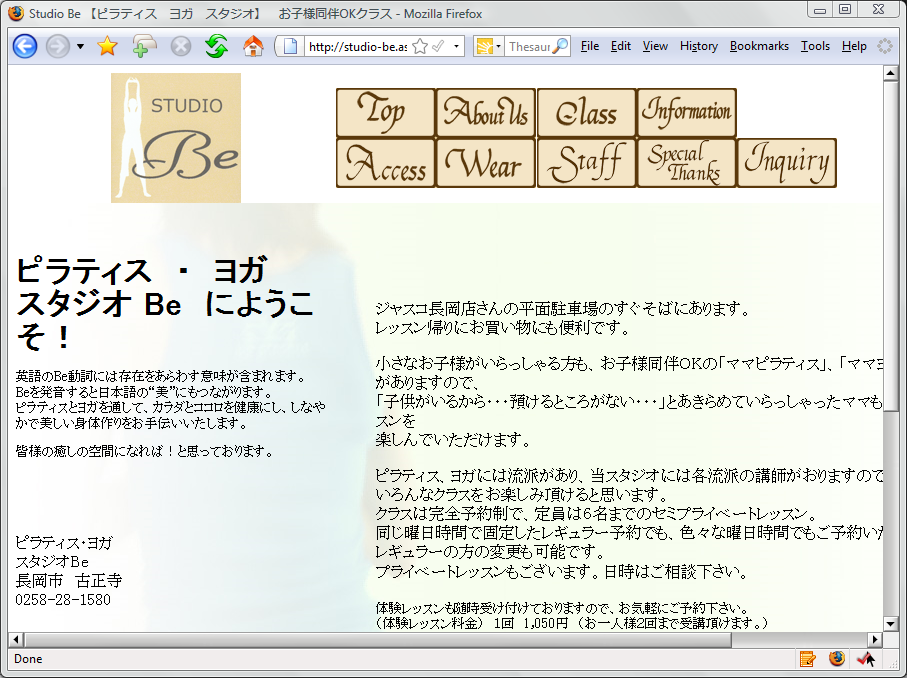 Studio Be 【ピラティス　ヨガ　スタジオ】　お子様同伴OKクラス - Mozilla Firefox
http://studio-be.as
Thesaur
File Edit View History Bookmarks Tools Help
STUDIO
Be
Top About Us Class Information
Access Wear Staff Special Thanks Inquiry
ピラティス　・　ヨガ
スタジオ Be　にようこ
そ！
英語のBe動詞には存在をあらわす意味が含まれます。
Beを発音すると日本語の“美”にもつながります。
ピラティスとヨガを通して、カラダとココロを健康にし、しなや
かで美しい身体作りをお手伝いいたします。
皆様の癒しの空間になれば！と思っております。
ピラティス・ヨガ
スタジオBe
長岡市　古正寺
0258-28-1580
ジャスコ長岡店さんの平面駐車場のすぐそばにあります。
レッスン帰りにお買い物にも便利です。
小さなお子様がいらっしゃる方も、お子様同伴OKの「ママピラティス」、「ママヨ
がありますので、
「子供がいるから・・・預けるところがない・・・」とあきらめていらっしゃったママも
スンを
楽しんでいただけます。
ピラティス、ヨガには流派があり、当スタジオには各流派の講師がおりますので
いろんなクラスをお楽しみ頂けると思います。
クラスは完全予約制で、定員は６名までのセミプライベートレッスン。
同じ曜日時間で固定したレギュラー予約でも、色々な曜日時間でもご予約いた
レギュラーの方の変更も可能です。
プライベートレッスンもございます。日時はご相談下さい。
体験レッスンも随時受け付けておりますので、お気軽にご予約下さい。
（体験レッスン料金）　1回　1,050円　（お一人様2回まで受講頂けます。）
Done